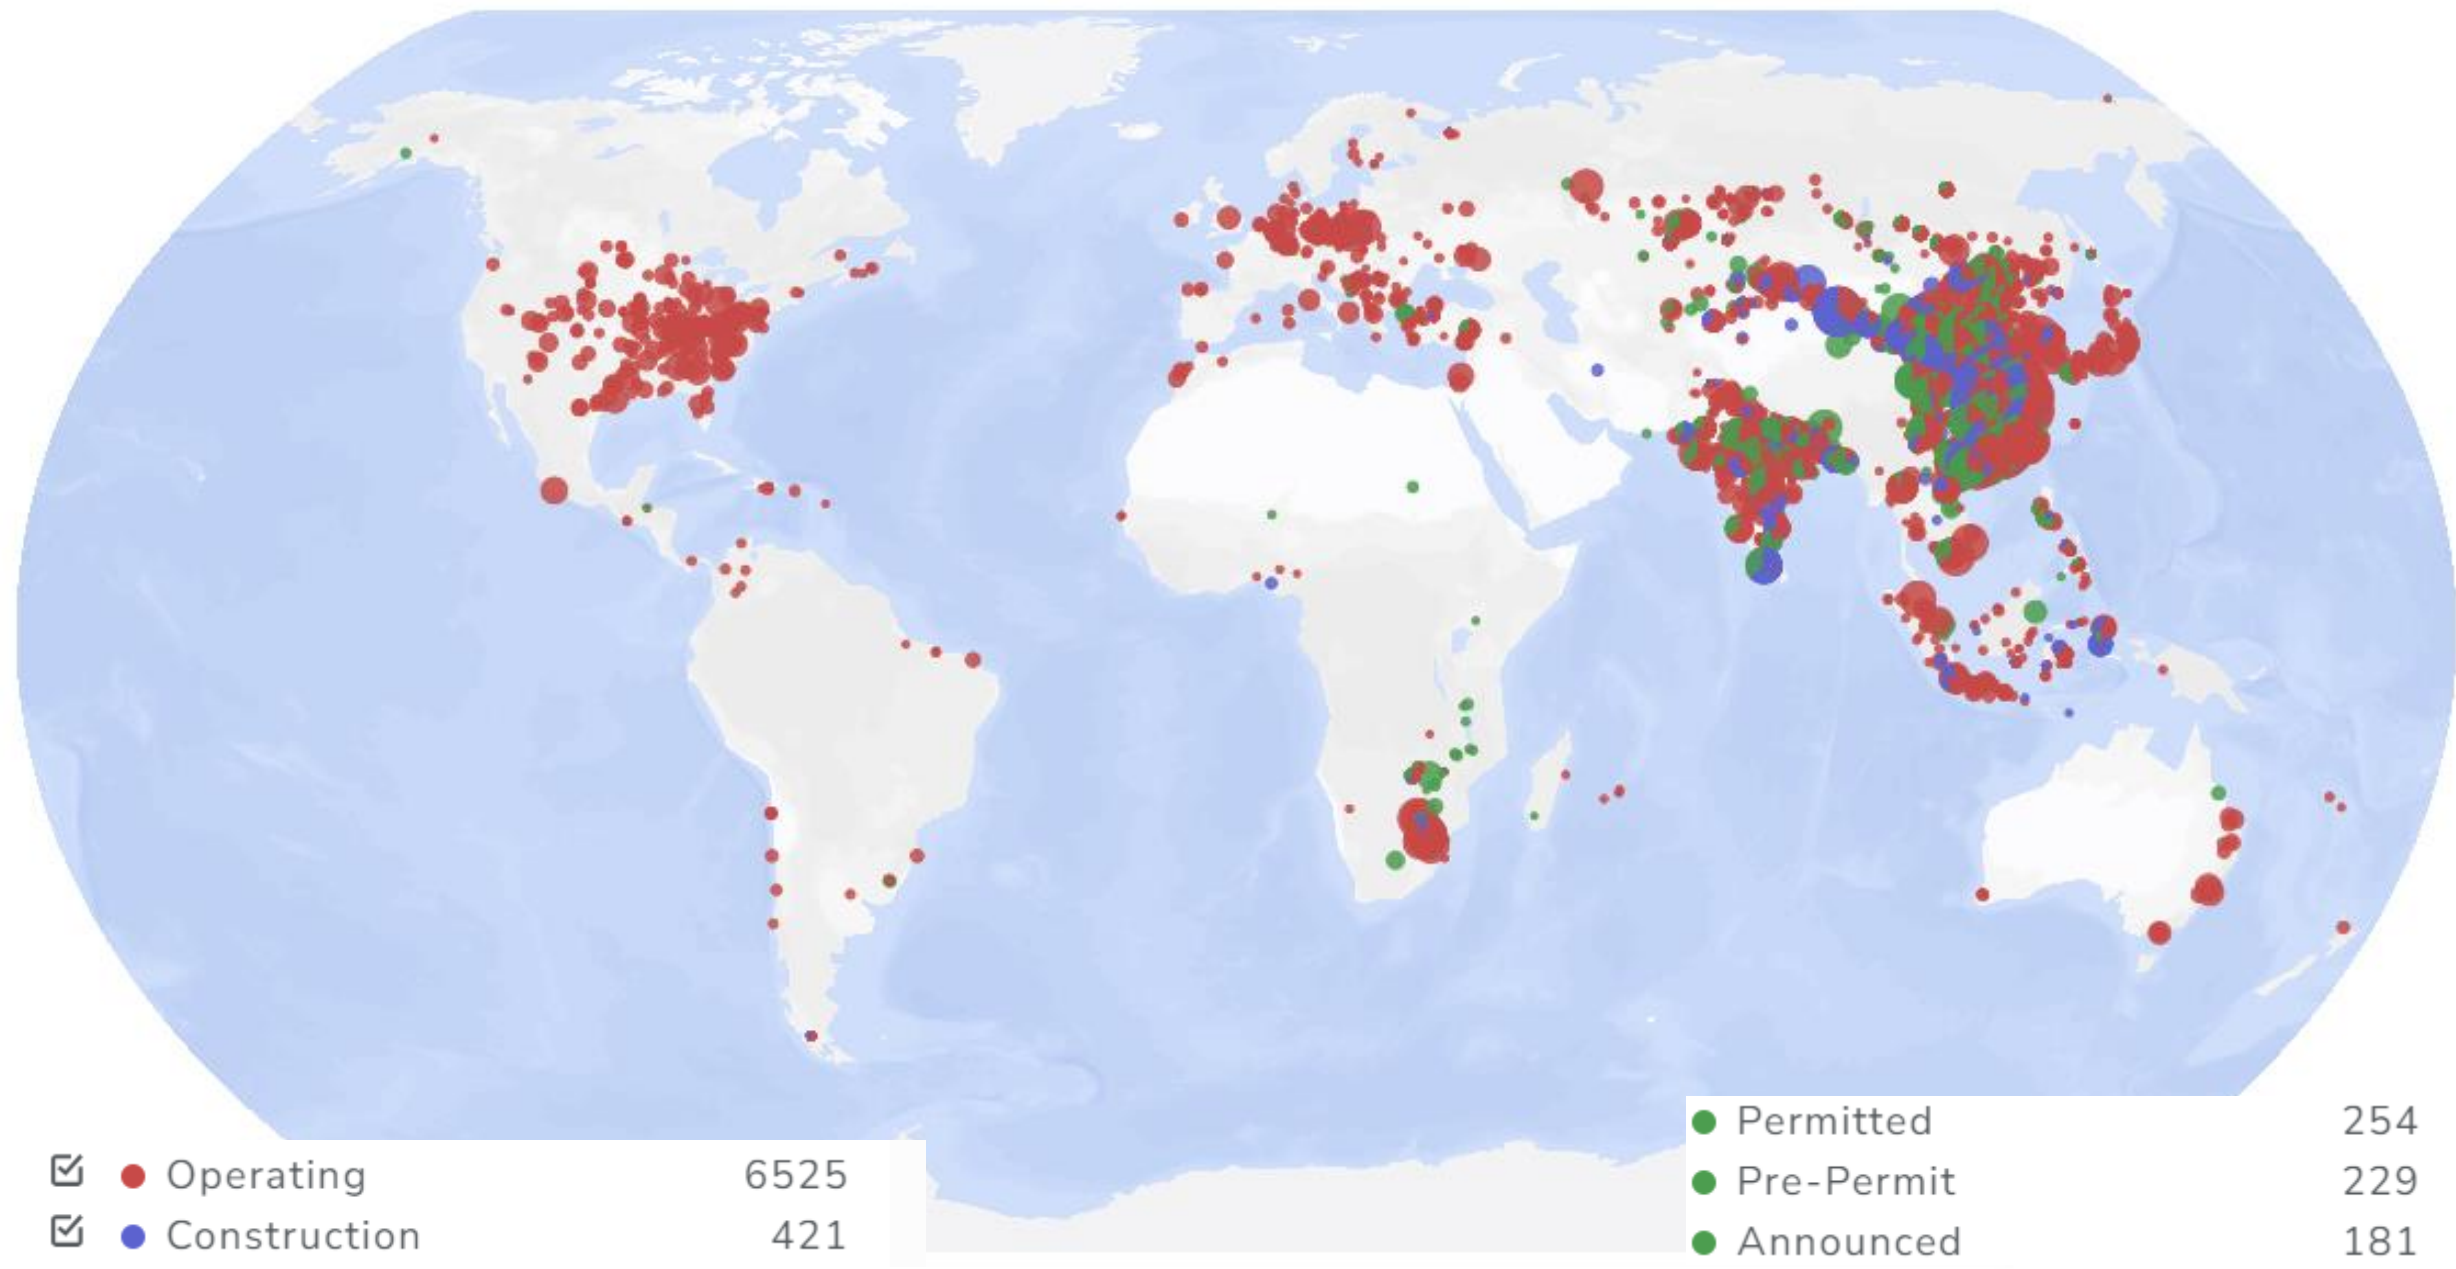 Operating 6525
Construction 421
Permitted 254
Pre-Permit 229
Announced 181